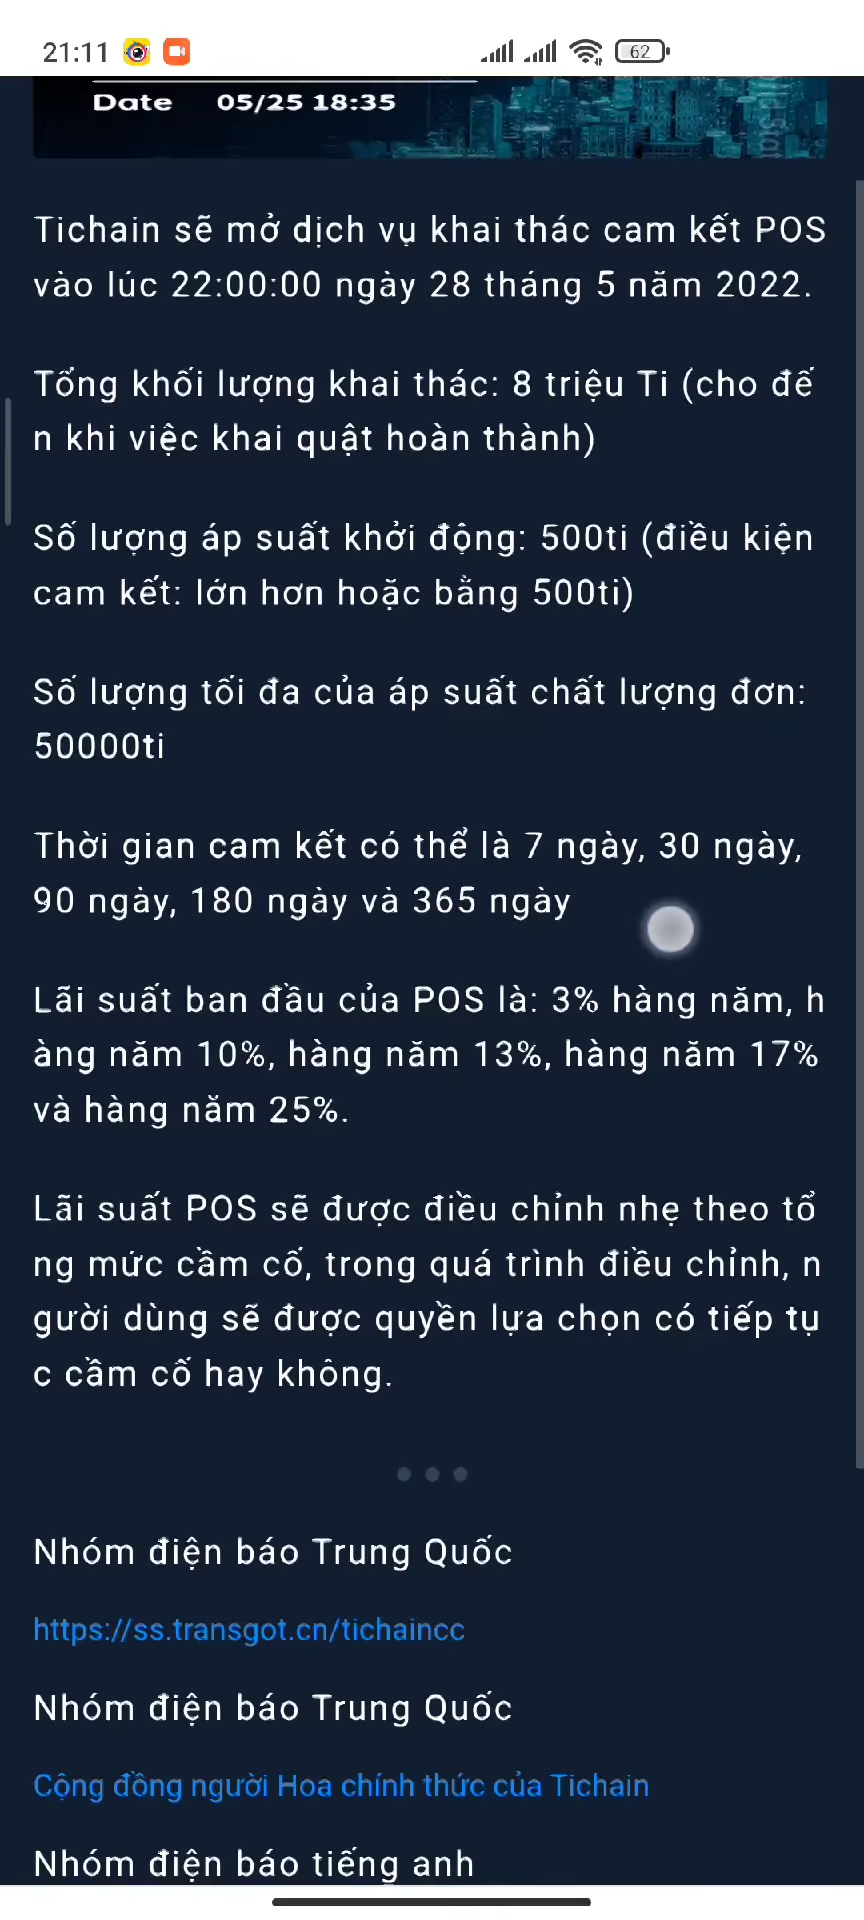 21:11
62
Date 05/25 18:35
Tichain sẽ mở dịch vụ khai thác cam kết POS
vào lúc 22:00:00 ngày 28 tháng 5 năm 2022.
Tổng khối lượng khai thác: 8 triệu Ti (cho đế
n khi việc khai quật hoàn thành)
Số lượng áp suất khởi động: 500ti (điều kiện
cam kết: lớn hơn hoặc bằng 500ti)
Số lượng tối đa của áp suất chất lượng đơn:
50000ti
Thời gian cam kết có thể là 7 ngày, 30 ngày,
90 ngày, 180 ngày và 365 ngày
Lãi suất ban đầu của POS là: 3% hàng năm, h
àng năm 10%, hàng năm 13%, hàng năm 17%
và hàng năm 25%.
Lãi suất POS sẽ được điều chỉnh nhẹ theo tổ
ng mức cầm cố, trong quá trình điều chỉnh, n
gười dùng sẽ được quyền lựa chọn có tiếp tụ
c cầm cố hay không.
Nhóm điện báo Trung Quốc
https://ss.transgot.cn/tichaincc
Nhóm điện báo Trung Quốc
Cộng đồng người Hoa chính thức của Tichain
Nhóm điện báo tiếng anh